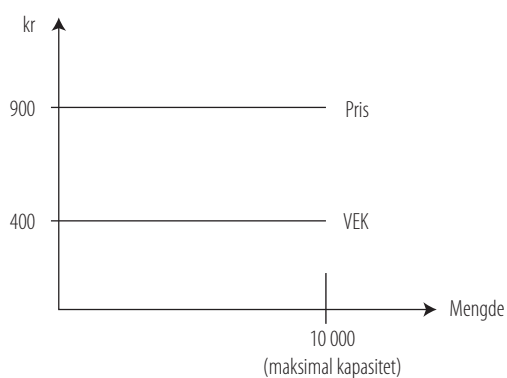 kr
900
Pris
400
VEK
Mengde
10 000
(maksimal kapasitet)